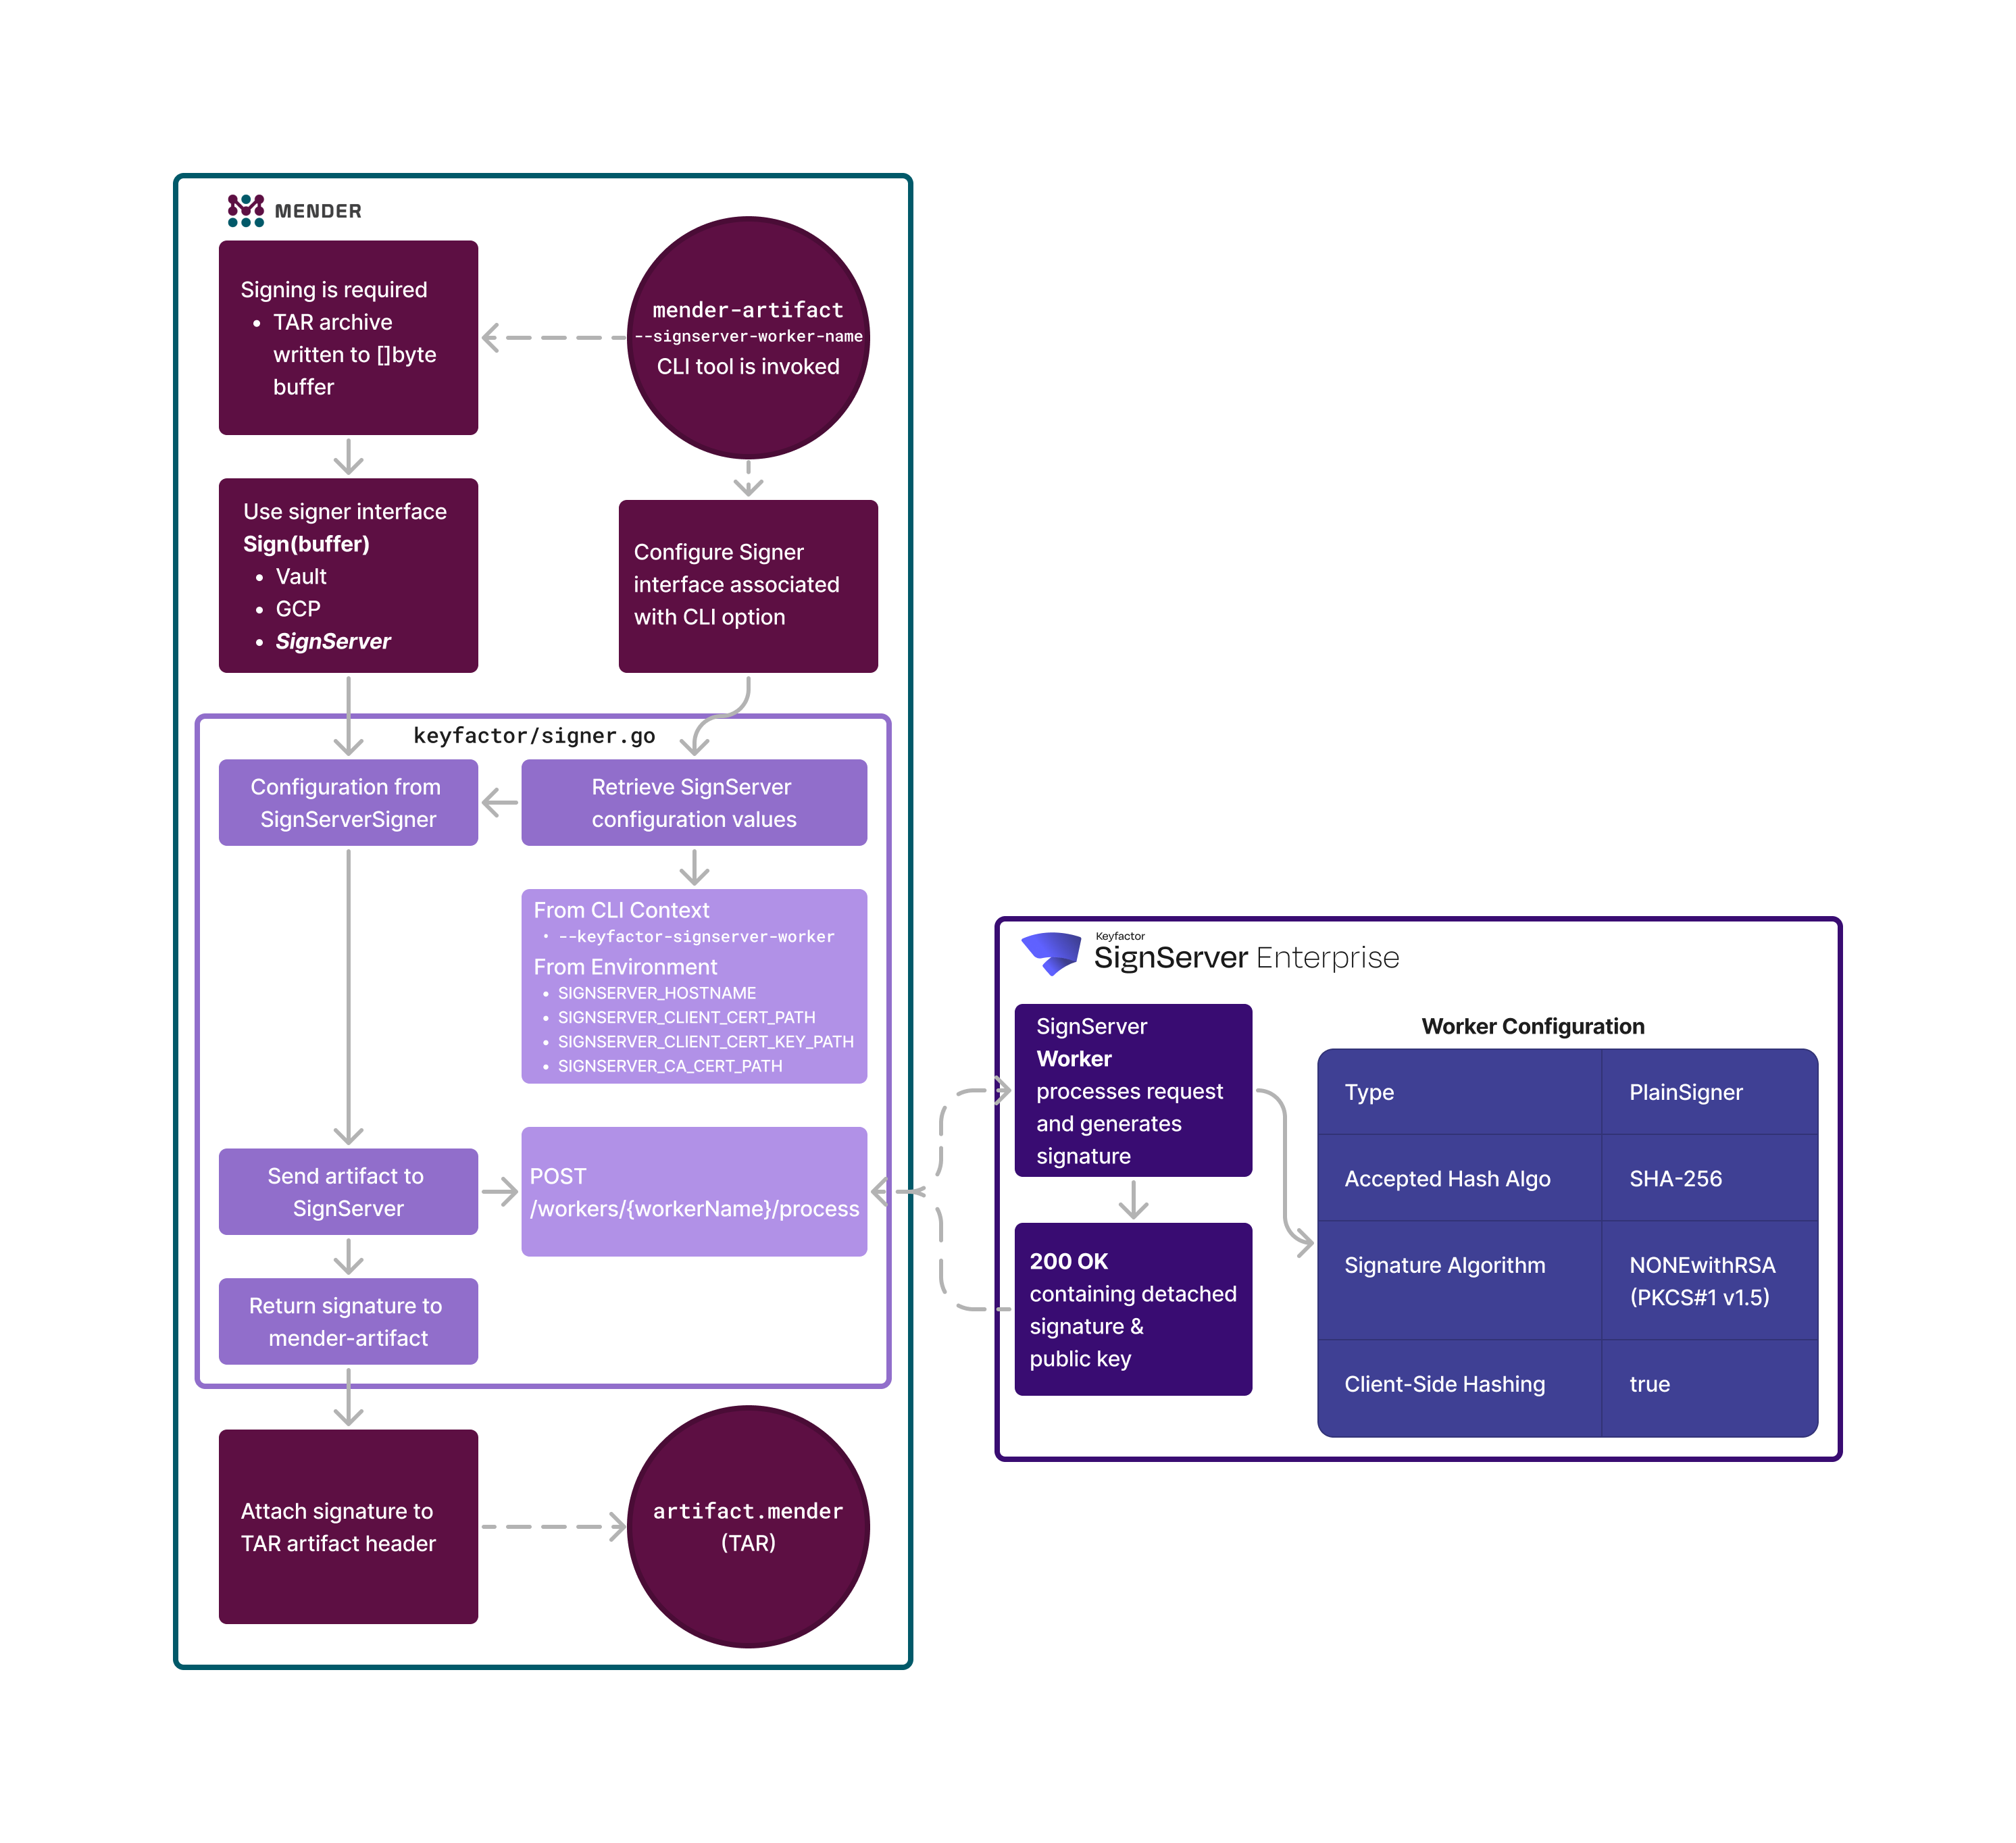 MENDER
Signing is required
• TAR archive
written to []byte
buffer
mender-artifact
--signserver-worker-name
CLI tool is invoked
Use signer interface
Sign(buffer)
• Vault
• GCP
• SignServer
Configure Signer
interface associated
with CLI option
keyfactor/signer.go
Configuration from
SignServerSigner
Retrieve SignServer
configuration values
From CLI Context
• --keyfactor-signserver-worker
From Environment
• SIGNSERVER_HOSTNAME
• SIGNSERVER_CLIENT_CERT_PATH
• SIGNSERVER_CLIENT_CERT_KEY_PATH
• SIGNSERVER_CA_CERT_PATH
Send artifact to
SignServer
POST
/workers/{workerName}/process
Return signature to
mender-artifact
Attach signature to
TAR artifact header
artifact.mender
(TAR)
Keyfactor
SignServer Enterprise
SignServer
Worker
processes request
and generates
signature
200 OK
containing detached
signature &
public key
Worker Configuration
Type PlainSigner
Accepted Hash Algo SHA-256
Signature Algorithm NONEwithRSA
(PKCS#1 v1.5)
Client-Side Hashing true